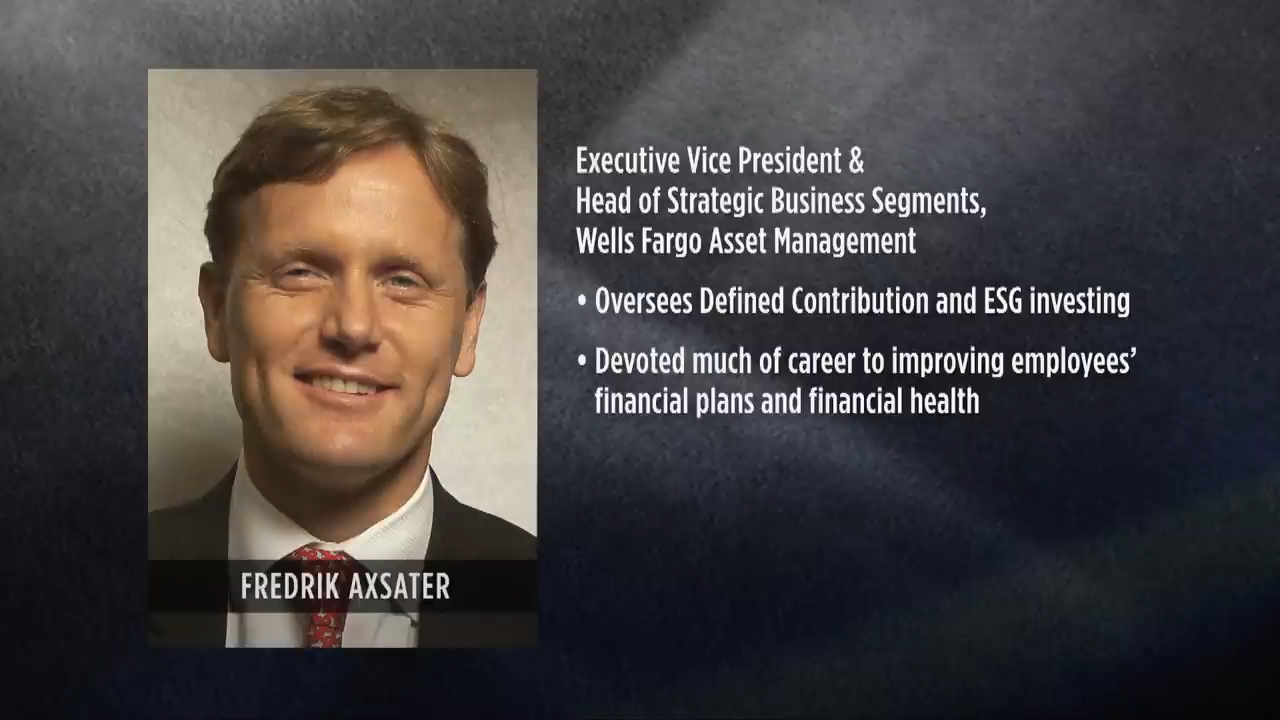 Executive Vice President &
Head of Strategic Business Segments,
Wells Fargo Asset Management
• Oversees Defined Contribution and ESG investing
• Devoted much of career to improving employees’
financial plans and financial health
FREDRIK AXSATER